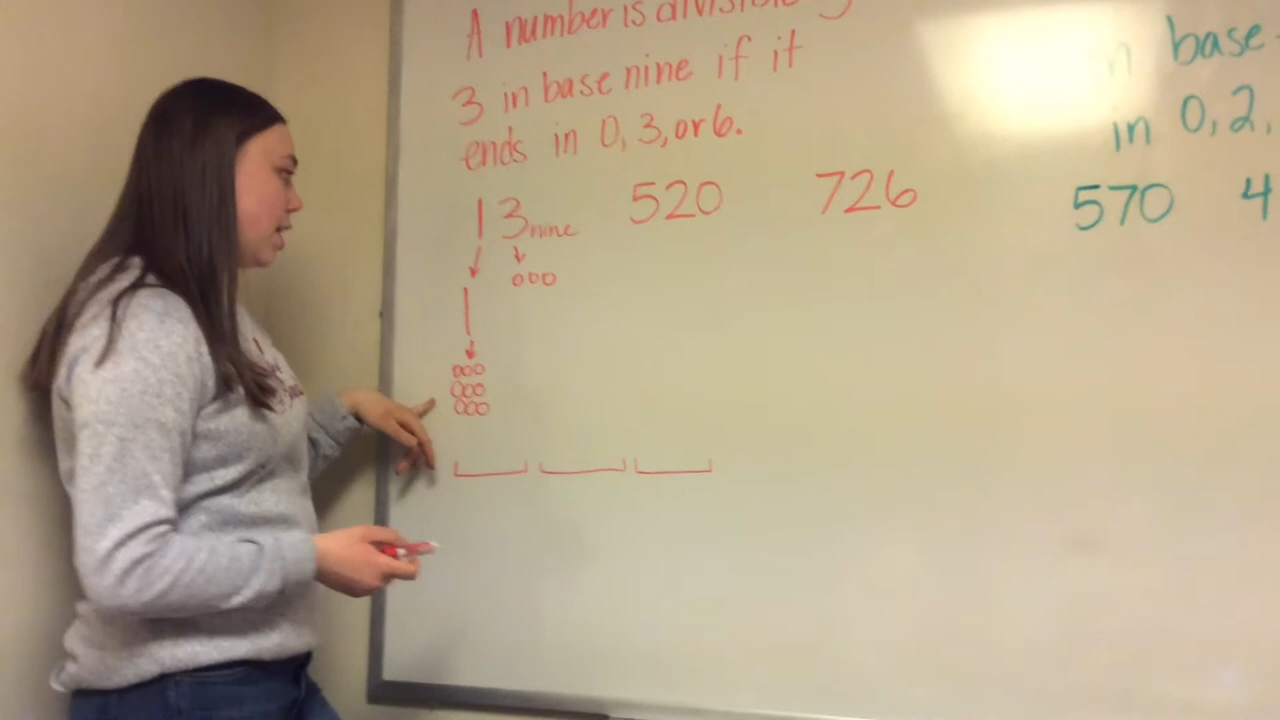 A number is divisible
3 in base nine if it
ends in 0, 3, or 6.
13nine 520 726
base
in 0, 2,
570 4